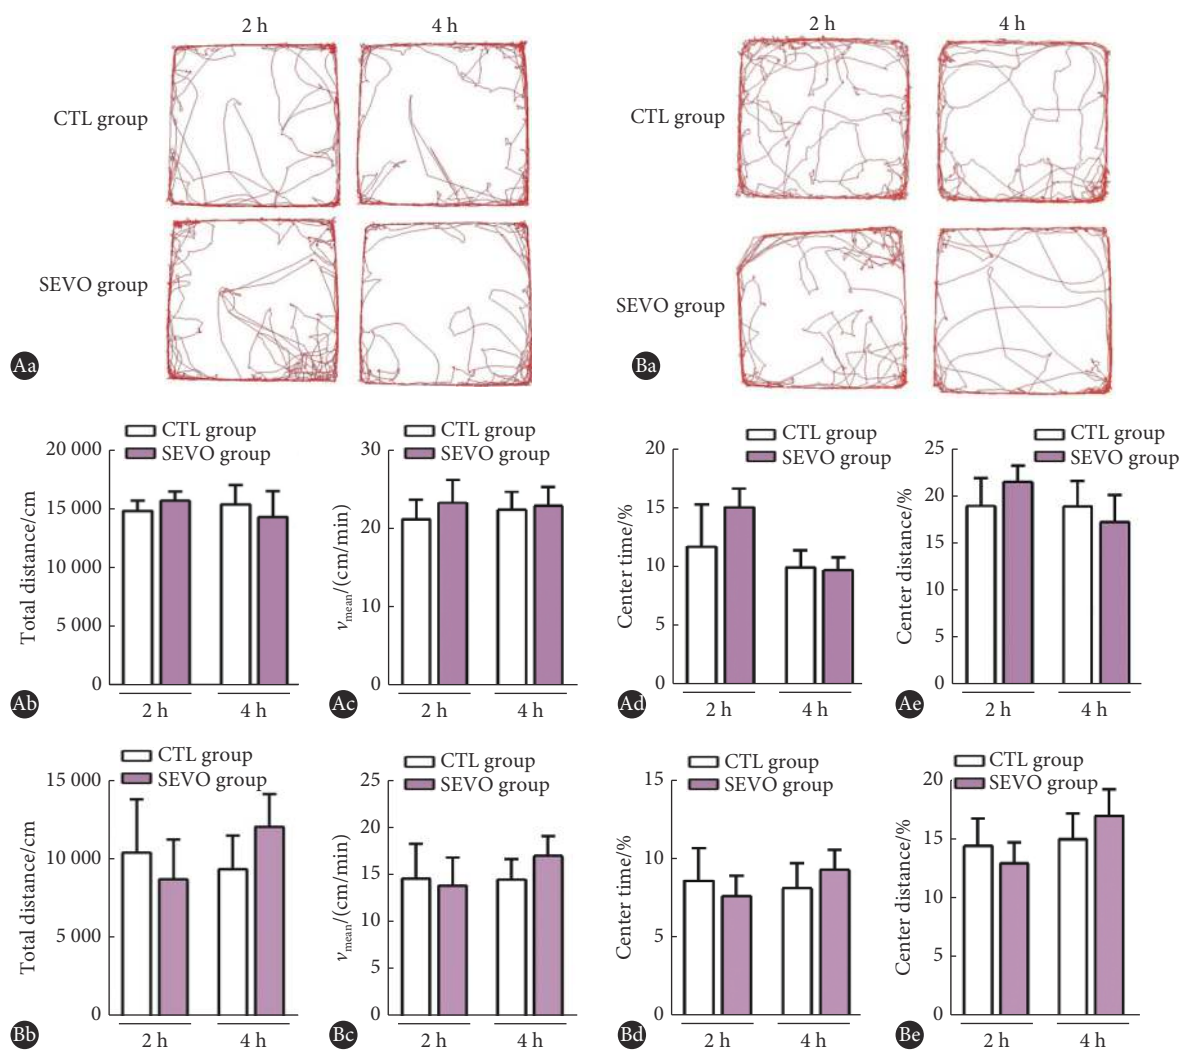 2 h
4 h
CTL group
SEVO group
Aa
2 h
4 h
CTL group
SEVO group
Ba
CTL group
SEVO group
Total distance/cm
20 000
15 000
10 000
5 000
0
2 h
4 h
Ab
CTL group
SEVO group
vmean/(cm/min)
30
20
10
0
2 h
4 h
Ac
CTL group
SEVO group
Center time/%
20
15
10
5
0
2 h
4 h
Ad
CTL group
SEVO group
Center distance/%
25
20
15
10
5
0
2 h
4 h
Ae
CTL group
SEVO group
Total distance/cm
15 000
10 000
5 000
0
2 h
4 h
Bb
CTL group
SEVO group
vmean/(cm/min)
25
20
15
10
5
0
2 h
4 h
Bc
CTL group
SEVO group
Center time/%
15
10
5
0
2 h
4 h
Bd
CTL group
SEVO group
Center distance/%
20
15
10
5
0
2 h
4 h
Be